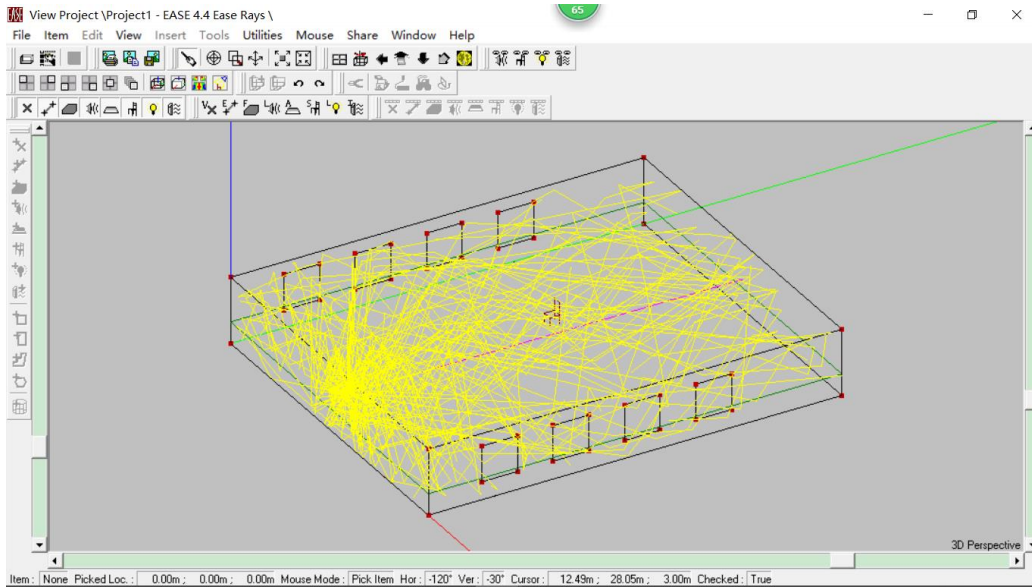 EASE View Project \Project1 - EASE 4.4 Ease Rays \
65
File Item Edit View Insert Tools Utilities Mouse Share Window Help
3D Perspective
Item : None Picked Loc. : 0.00m ; 0.00m ; 0.00m Mouse Mode : Pick Item Hor : -120° Ver : -30° Cursor : 12.49m ; 28.05m ; 3.00m Checked : True